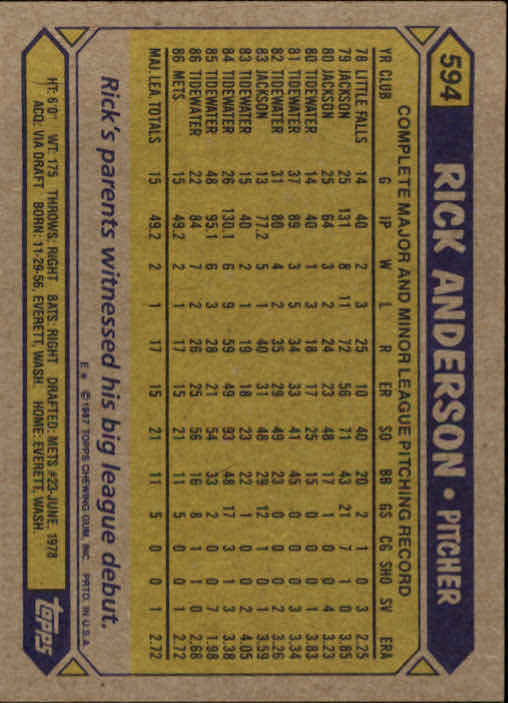 594 RICK ANDERSON • PITCHER
COMPLETE MAJOR AND MINOR LEAGUE PITCHING RECORD
YR CLUB G IP W L R ER SO BB GS CG SHO SV ERA
78 LITTLE FALLS 14 40 2 3 25 10 40 20 2 1 0 3 2.25
79 JACKSON 25 131 8 11 72 56 71 43 21 7 1 0 3.85
80 JACKSON 25 64 3 2 24 23 48 17 1 0 0 4 3.23
80 TIDEWATER 14 40 1 3 18 17 25 15 0 0 0 1 3.83
81 TIDEWATER 37 89 3 5 34 33 41 45 0 0 0 3 3.34
82 TIDEWATER 31 80 4 2 35 29 49 23 0 0 0 2 3.26
83 JACKSON 13 77.2 5 1 40 31 48 29 12 1 0 0 3.59
83 TIDEWATER 15 40 2 1 19 18 23 22 1 0 0 2 4.05
84 TIDEWATER 26 130.1 6 9 59 49 93 48 17 3 1 3 3.38
85 TIDEWATER 48 95.1 6 3 28 21 54 33 2 0 0 7 1.98
86 TIDEWATER 22 84 7 2 26 25 56 16 8 1 1 0 2.68
86 METS 15 49.2 2 1 17 15 21 11 5 0 0 1 2.72
MAJ. LEA. TOTALS 15 49.2 2 1 17 15 21 11 5 0 0 1 2.72
Rick's parents witnessed his big league debut.
E * © 1987 TOPPS CHEWING GUM, INC. PRTD. IN U.S.A.
HT: 6'0" WT: 175 THROWS: RIGHT BATS: RIGHT DRAFTED: METS #23-JUNE, 1978
ACQ: VIA DRAFT BORN: 11-29-56, EVERETT, WASH. HOME: EVERETT, WASH.
TOPPS